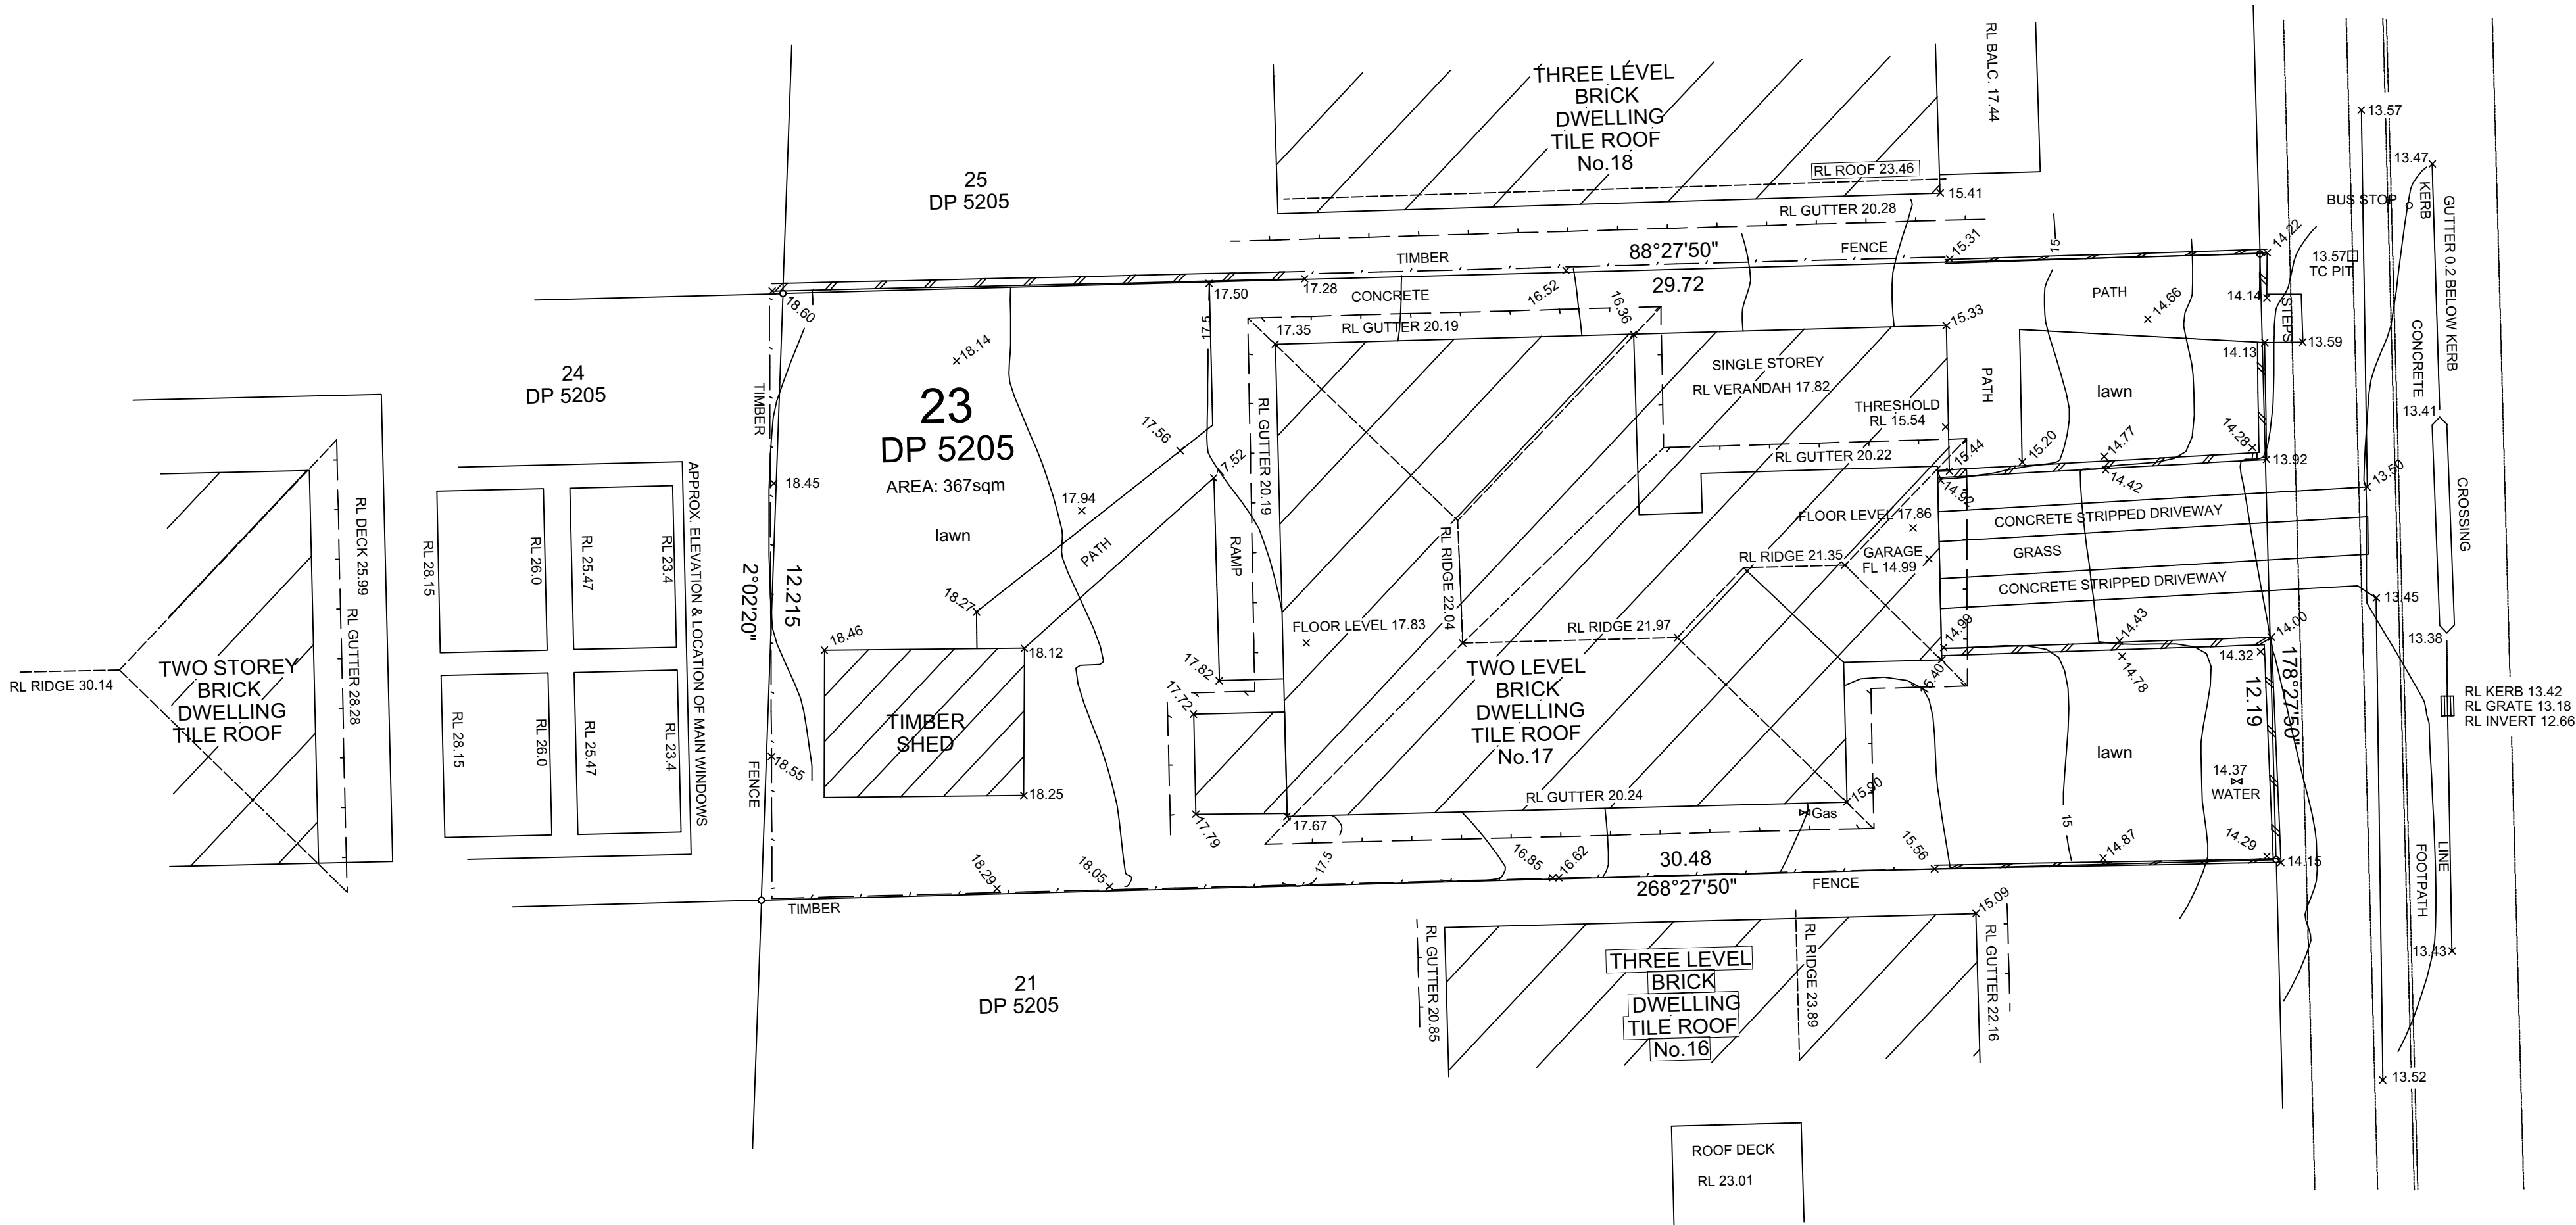 THREE LEVEL
BRICK
DWELLING
TILE ROOF
No.18
RL BALC. 17.44
RL ROOF 23.46
15.41
RL GUTTER 20.28
25
DP 5205
24
DP 5205
TIMBER
88°27'50"
FENCE
15.31
15
14.22
29.72
18.60
17.50
17.28
CONCRETE
16.52
16.36
PATH
14.66
14.14
STEPS
13.59
14.13
17.5
17.35
RL GUTTER 20.19
15.33
18.14
23
DP 5205
AREA: 367sqm
lawn
TIMBER
18.45
2°02'20"
12.215
18.55
FENCE
17.94
17.56
17.52
PATH
RAMP
RL GUTTER 20.19
18.27
18.46
18.12
TIMBER
SHED
18.25
17.82
17.72
17.79
17.67
SINGLE STOREY
RL VERANDAH 17.82
THRESHOLD
RL 15.54
PATH
lawn
15.44
15.20
14.77
14.28
14.42
13.92
RL GUTTER 20.22
14.92
FLOOR LEVEL 17.86
RL RIDGE 21.35
GARAGE
FL 14.99
CONCRETE STRIPPED DRIVEWAY
GRASS
CONCRETE STRIPPED DRIVEWAY
RL RIDGE 22.04
RL RIDGE 21.97
FLOOR LEVEL 17.83
TWO LEVEL
BRICK
DWELLING
TILE ROOF
No.17
14.99
15.40
14.43
14.78
14.32
14.00
178°27'50"
12.19
lawn
14.37
WATER
15
14.87
14.29
14.15
RL GUTTER 20.24
15.90
Gas
15.56
TIMBER
18.29
18.05
17.5
16.85
16.62
30.48
268°27'50"
FENCE
21
DP 5205
RL GUTTER 20.85
THREE LEVEL
BRICK
DWELLING
TILE ROOF
No.16
RL RIDGE 23.89
15.09
RL GUTTER 22.16
ROOF DECK
RL 23.01
RL RIDGE 30.14
TWO STOREY
BRICK
DWELLING
TILE ROOF
RL DECK 25.99
RL GUTTER 28.28
RL 28.15
RL 26.0
RL 25.47
RL 23.4
RL 28.15
RL 26.0
RL 25.47
RL 23.4
APPROX. ELEVATION & LOCATION OF MAIN WINDOWS
13.57
13.47
BUS STOP
KERB
GUTTER 0.2 BELOW KERB
13.57
TC PIT
CONCRETE
13.41
13.50
CROSSING
13.45
13.38
RL KERB 13.42
RL GRATE 13.18
RL INVERT 12.66
FOOTPATH
LINE
13.43
13.52